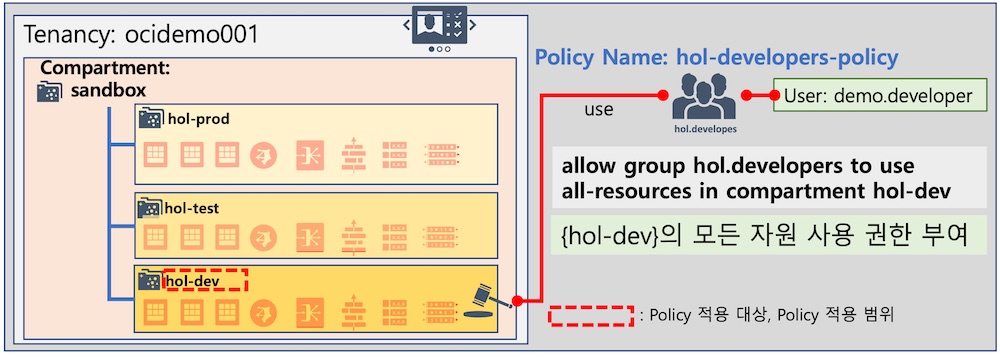 Tenancy: ocidemo001
Compartment:
sandbox
hol-prod
hol-test
hol-dev
Policy Name: hol-developers-policy
use
hol.developes
User: demo.developer
allow group hol.developers to use
all-resources in compartment hol-dev
{hol-dev}의 모든 자원 사용 권한 부여
: Policy 적용 대상, Policy 적용 범위